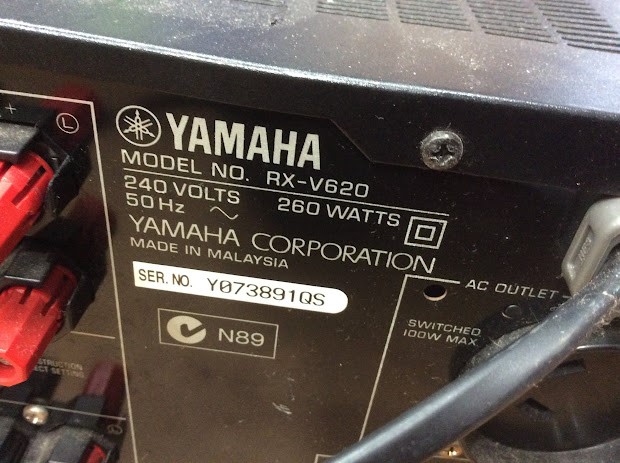 +
L
YAMAHA
MODEL NO. RX-V620
240 VOLTS
50 Hz ~ 260 WATTS
YAMAHA CORPORATION
MADE IN MALAYSIA
SER. NO. Y073891QS
N89
AC OUTLET
SWITCHED
100W MAX.